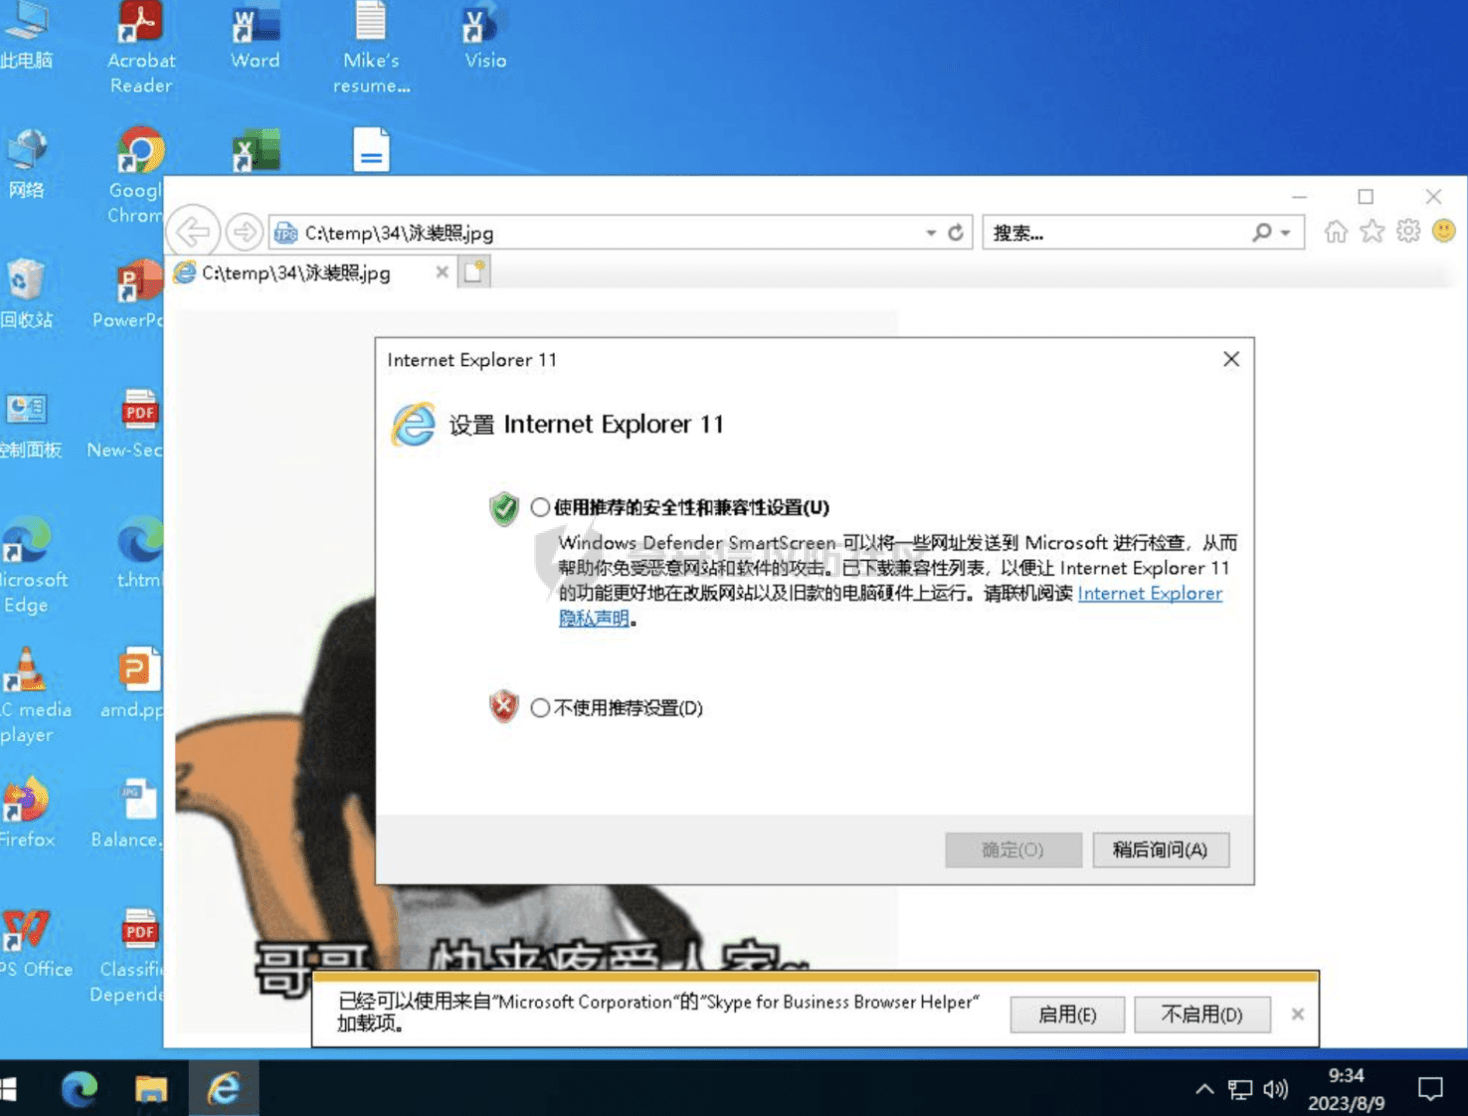 此电脑
Acrobat
Reader
Word
Mike's
resume...
Visio
网络
Googl
Chrom
回收站
PowerPo
控制面板
New-Sec
Microsoft
Edge
t.html
LC media
player
amd.pp
Firefox
Balance.
PS Office
Classifi
Depende
C:\temp\34\泳装照.jpg
搜索...
C:\temp\34\泳装照.jpg
Internet Explorer 11
设置 Internet Explorer 11
使用推荐的安全性和兼容性设置(U)
Windows Defender SmartScreen 可以将一些网址发送到 Microsoft 进行检查，从而
帮助你免受恶意网站和软件的攻击。已下载兼容性列表，以便让 Internet Explorer 11
的功能更好地在改版网站以及旧款的电脑硬件上运行。请联机阅读 Internet Explorer
隐私声明。
不使用推荐设置(D)
确定(O)
稍后询问(A)
哥哥，快来疼爱人家~
已经可以使用来自"Microsoft Corporation"的"Skype for Business Browser Helper"
加载项。
启用(E)
不启用(D)
9:34
2023/8/9